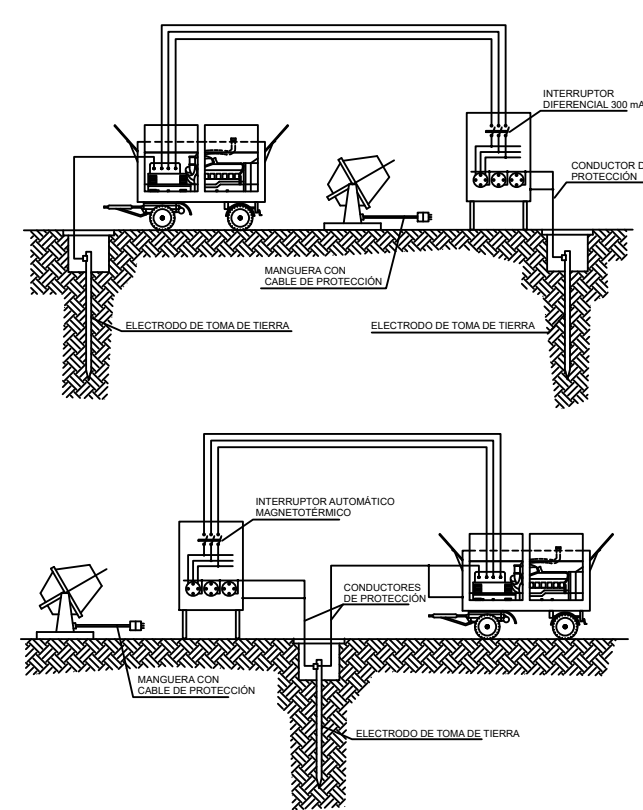 INTERRUPTOR
DIFERENCIAL 300 mA
CONDUCTOR D
PROTECCIÓN
MANGUERA CON
CABLE DE PROTECCIÓN
ELECTRODO DE TOMA DE TIERRA
ELECTRODO DE TOMA DE TIERRA
INTERRUPTOR AUTOMÁTICO
MAGNETOTÉRMICO
CONDUCTORES
DE PROTECCIÓN
MANGUERA CON
CABLE DE PROTECCIÓN
ELECTRODO DE TOMA DE TIERRA